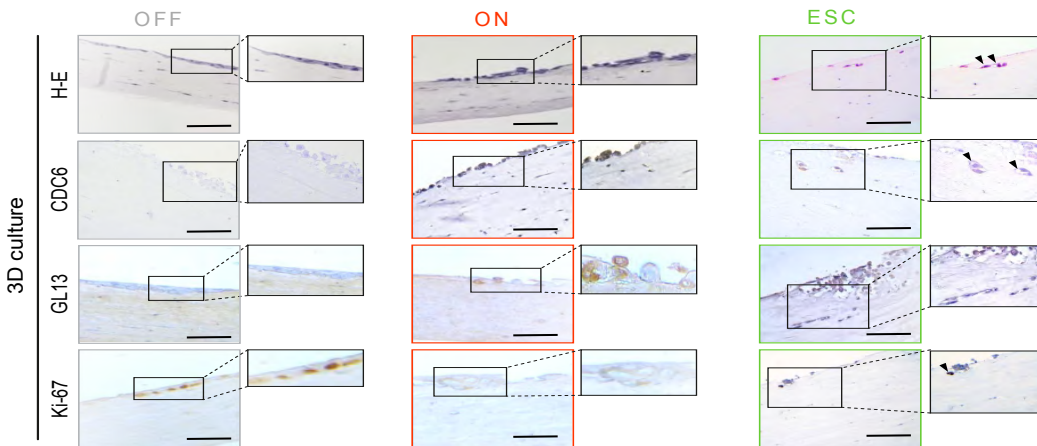 OFF
ON
ESC
3D culture
H-E
CDC6
GL13
Ki-67